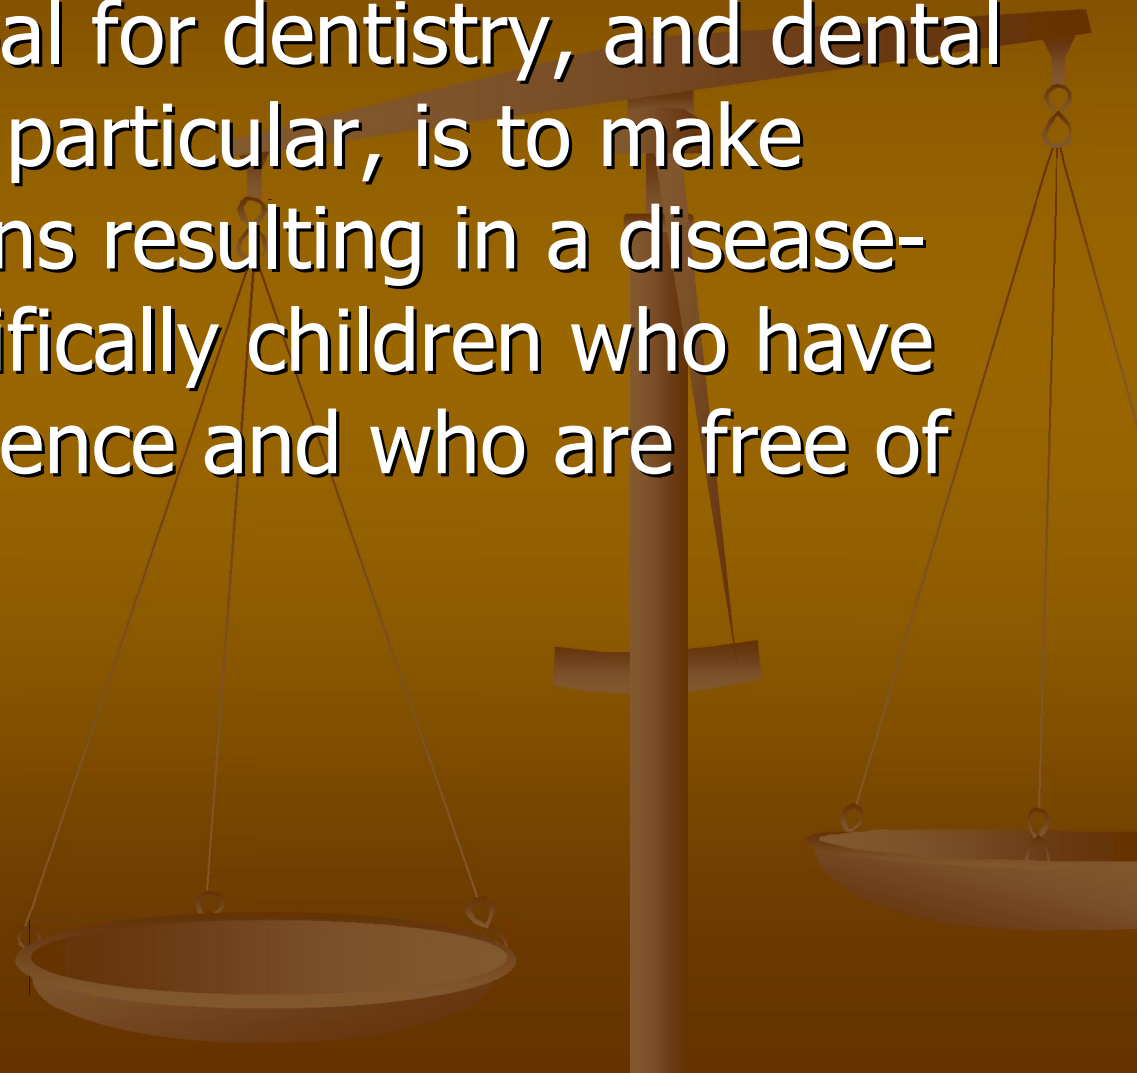 al for dentistry, and dental
particular, is to make
ns resulting in a disease-
ifically children who have
ence and who are free of